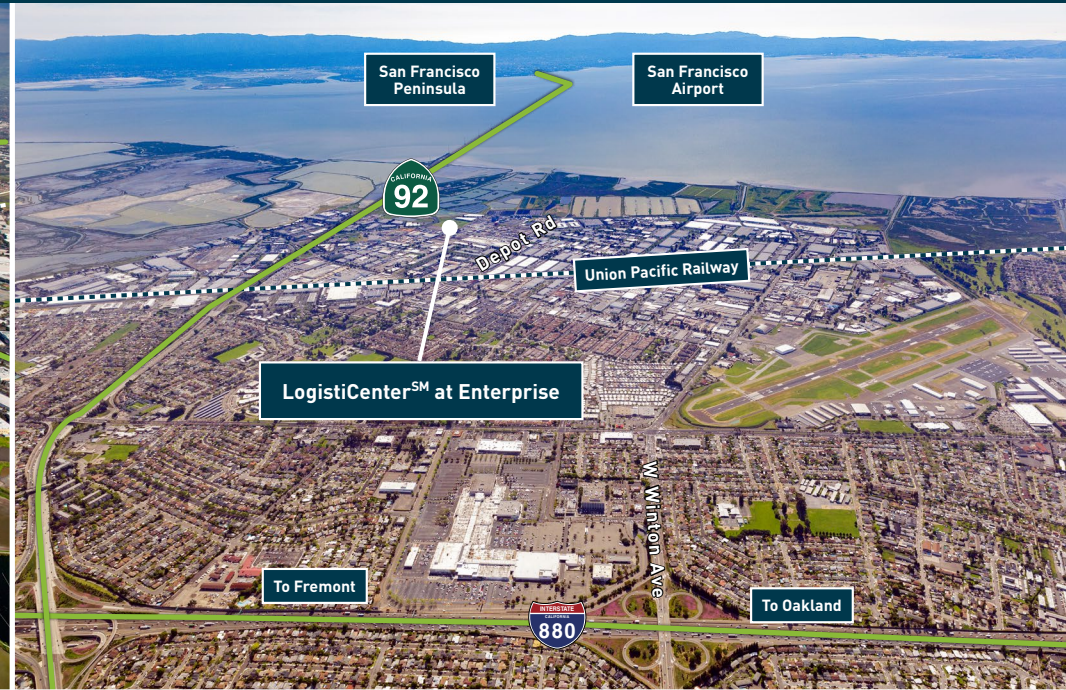 San Francisco
Peninsula
San Francisco
Airport
CALIFORNIA
92
Depot Rd
Union Pacific Railway
LogistiCenter℠ at Enterprise
W Winton Ave
To Fremont
To Oakland
INTERSTATE
CALIFORNIA
880